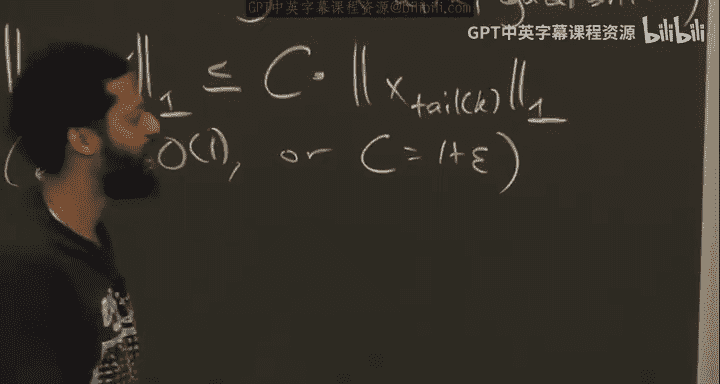 GPT中英字幕课程资源@bilibili
GPT中英字幕课程资源 bilibili
‖ ‖₁ ≤ C · ‖ x_tail(k) ‖₁
( O(1), or C = 1+ε )